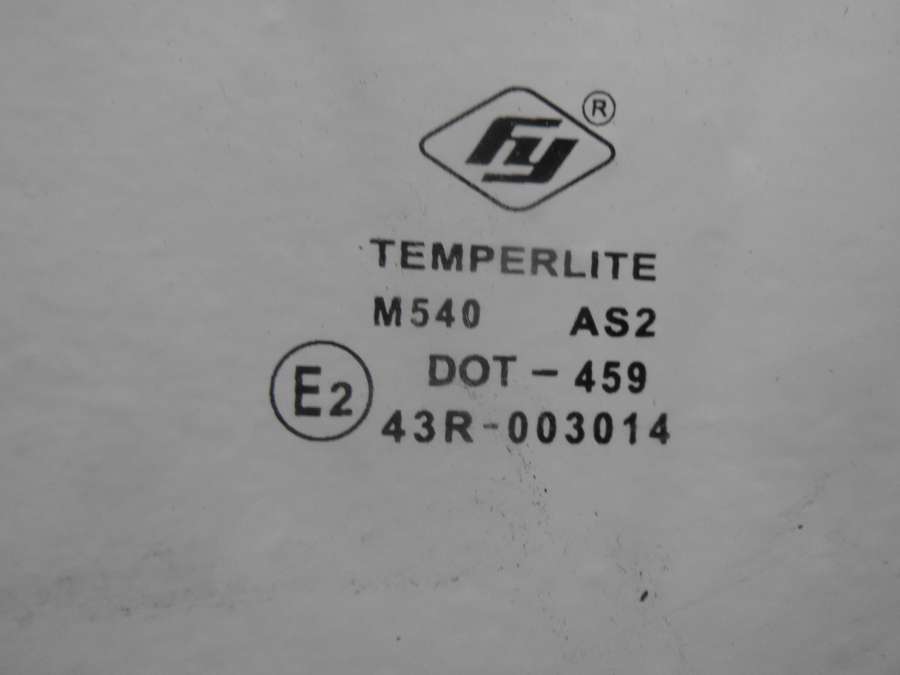 fy ®
TEMPERLITE
M540 AS2
DOT - 459
E2
43R-003014